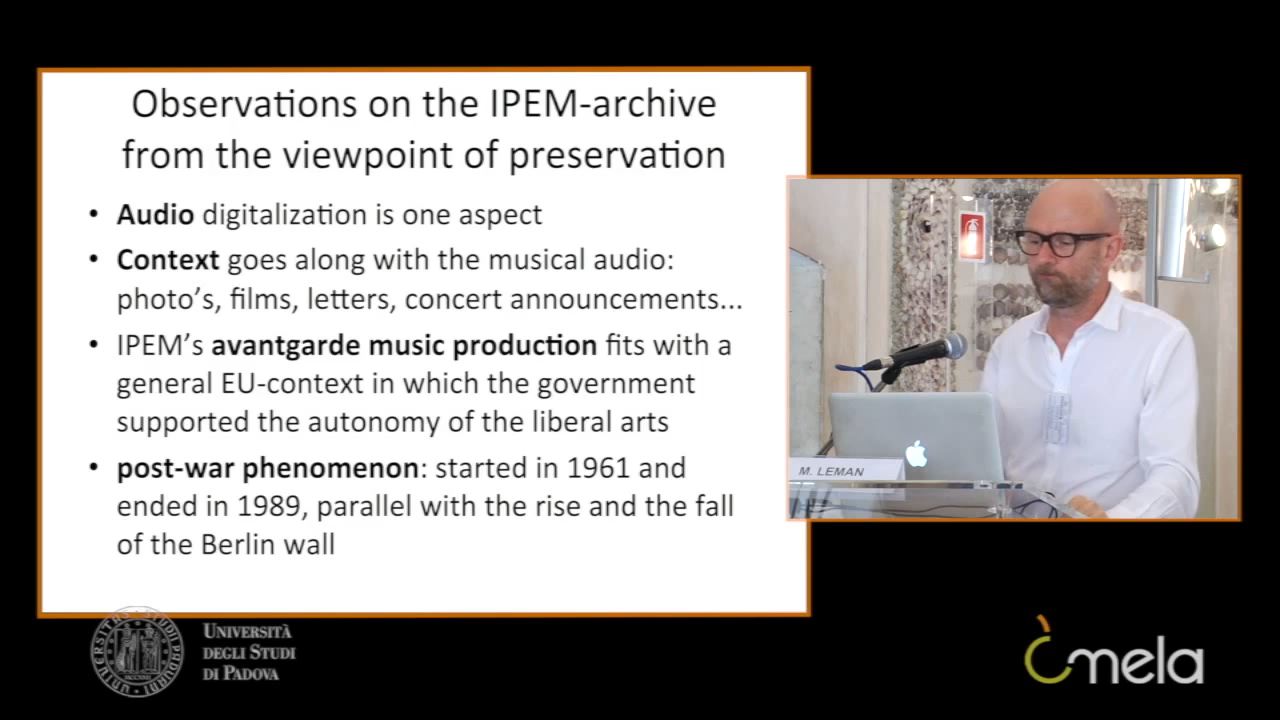 Observations on the IPEM-archive
from the viewpoint of preservation
• Audio digitalization is one aspect
• Context goes along with the musical audio:
photo's, films, letters, concert announcements...
• IPEM's avantgarde music production fits with a
general EU-context in which the government
supported the autonomy of the liberal arts
• post-war phenomenon: started in 1961 and
ended in 1989, parallel with the rise and the fall
of the Berlin wall
M. LEMAN
UNIVERSITÀ
DEGLI STUDI
DI PADOVA
mela